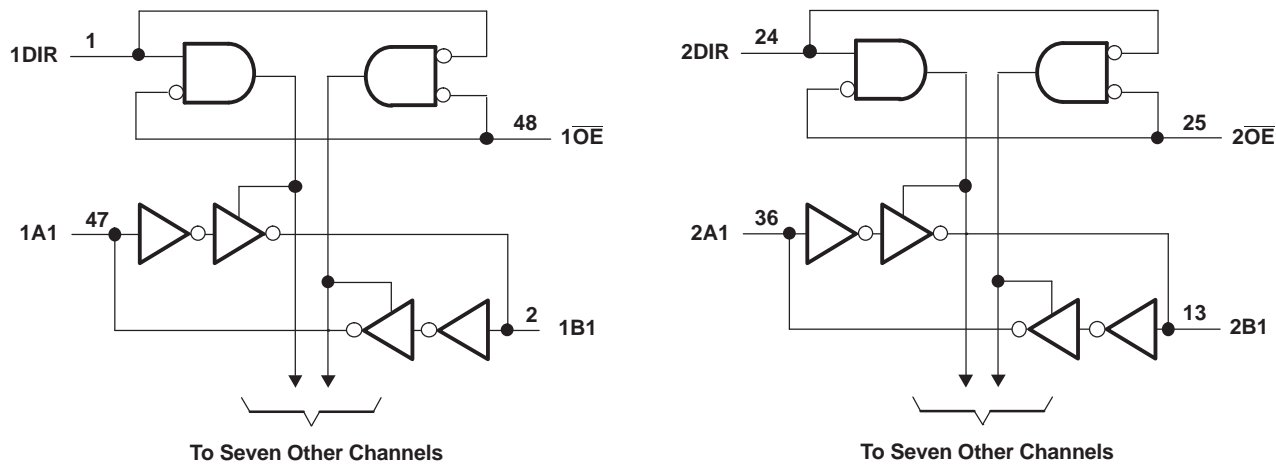 1DIR
1
48
1OE
47
1A1
2
1B1
To Seven Other Channels
2DIR
24
25
2OE
36
2A1
13
2B1
To Seven Other Channels